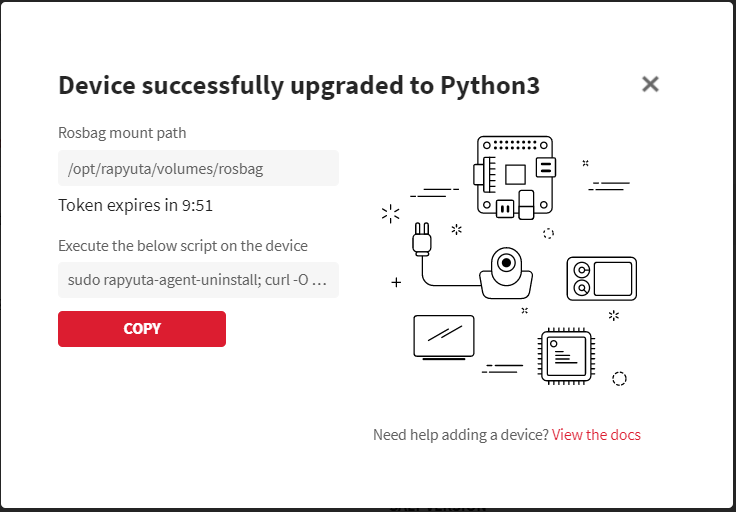 Device successfully upgraded to Python3
Rosbag mount path
/opt/rapyuta/volumes/rosbag
Token expires in 9:51
Execute the below script on the device
sudo rapyuta-agent-uninstall; curl -O ...
COPY
Need help adding a device? View the docs